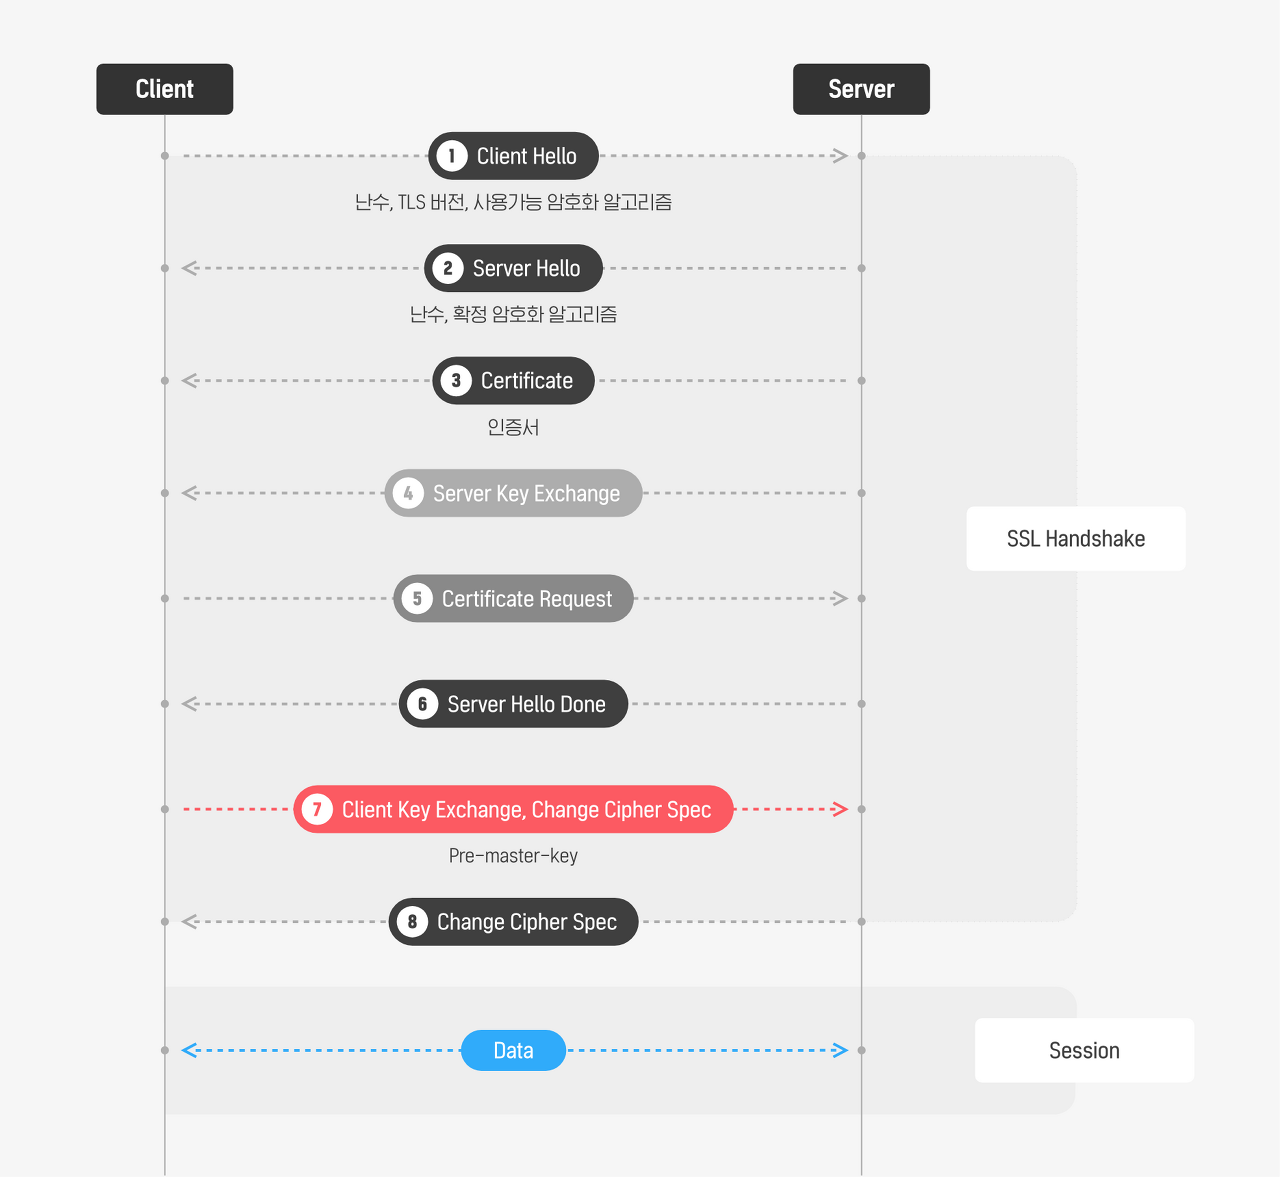 Client
Server
1 Client Hello
난수, TLS 버전, 사용가능 암호화 알고리즘
2 Server Hello
난수, 확정 암호화 알고리즘
3 Certificate
인증서
4 Server Key Exchange
SSL Handshake
5 Certificate Request
6 Server Hello Done
7 Client Key Exchange, Change Cipher Spec
Pre-master-key
8 Change Cipher Spec
Data
Session